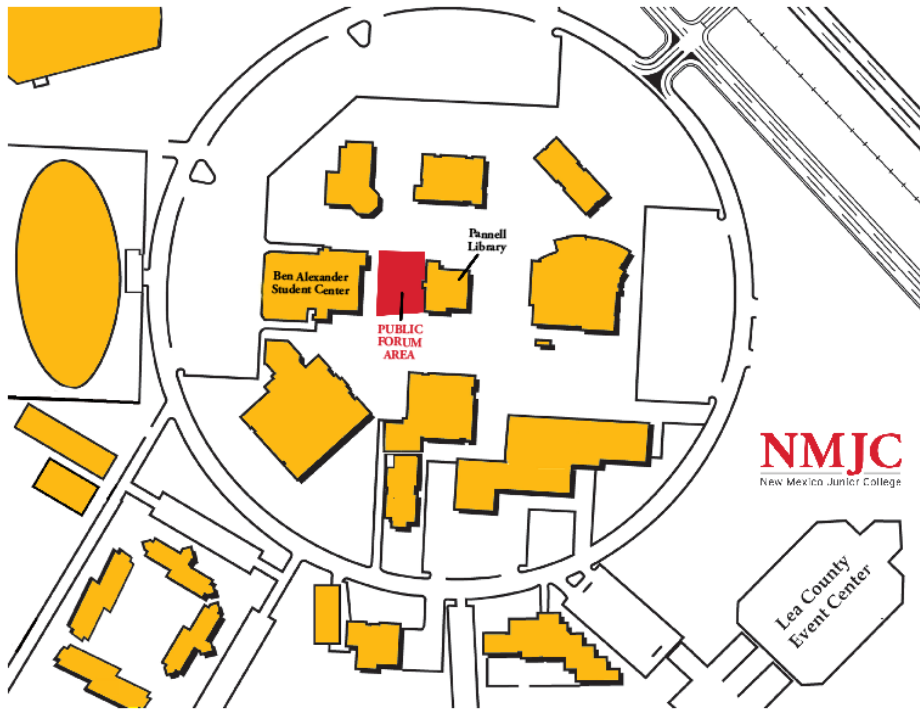 Pannell
Library
Ben Alexander
Student Center
PUBLIC
FORUM
AREA
NMJC
New Mexico Junior College
Lea County
Event Center